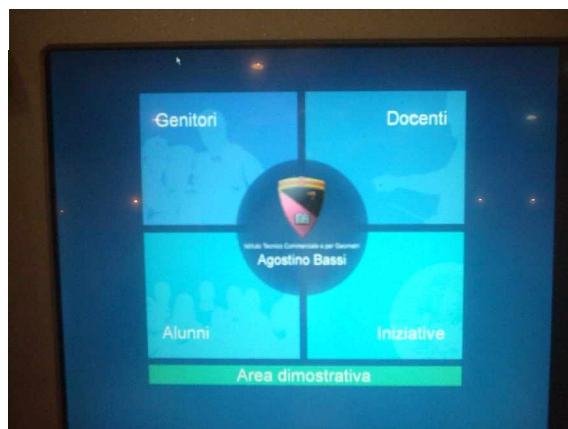 Genitori
Docenti
Istituto Tecnico Commerciale e per Geometri
Agostino Bassi
Alunni
Iniziative
Area dimostrativa